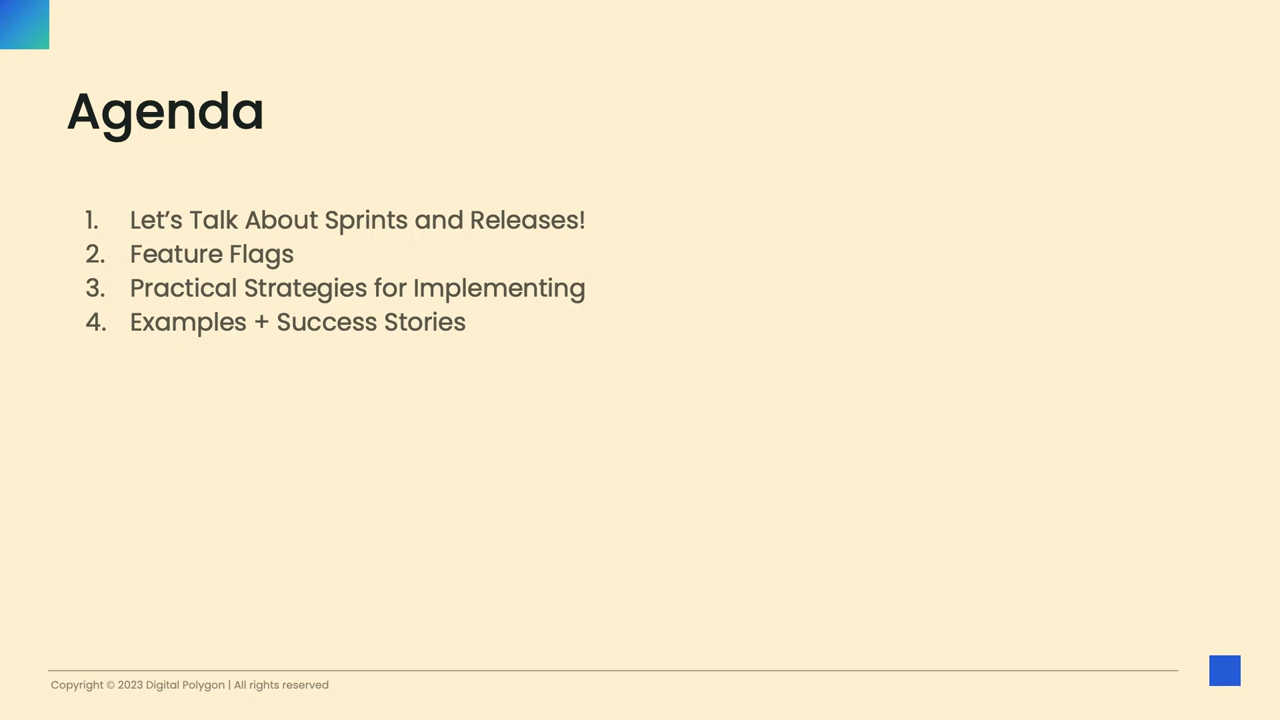 Agenda
1. Let’s Talk About Sprints and Releases!
2. Feature Flags
3. Practical Strategies for Implementing
4. Examples + Success Stories
Copyright © 2023 Digital Polygon | All rights reserved